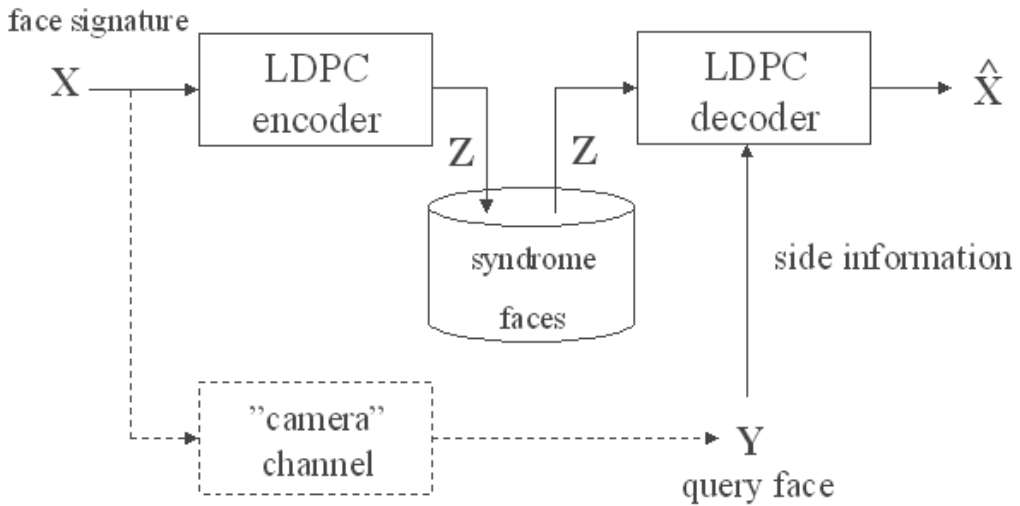 face signature
X
LDPC
encoder
Z
Z
LDPC
decoder
X̂
syndrome
faces
side information
”camera”
channel
Y
query face